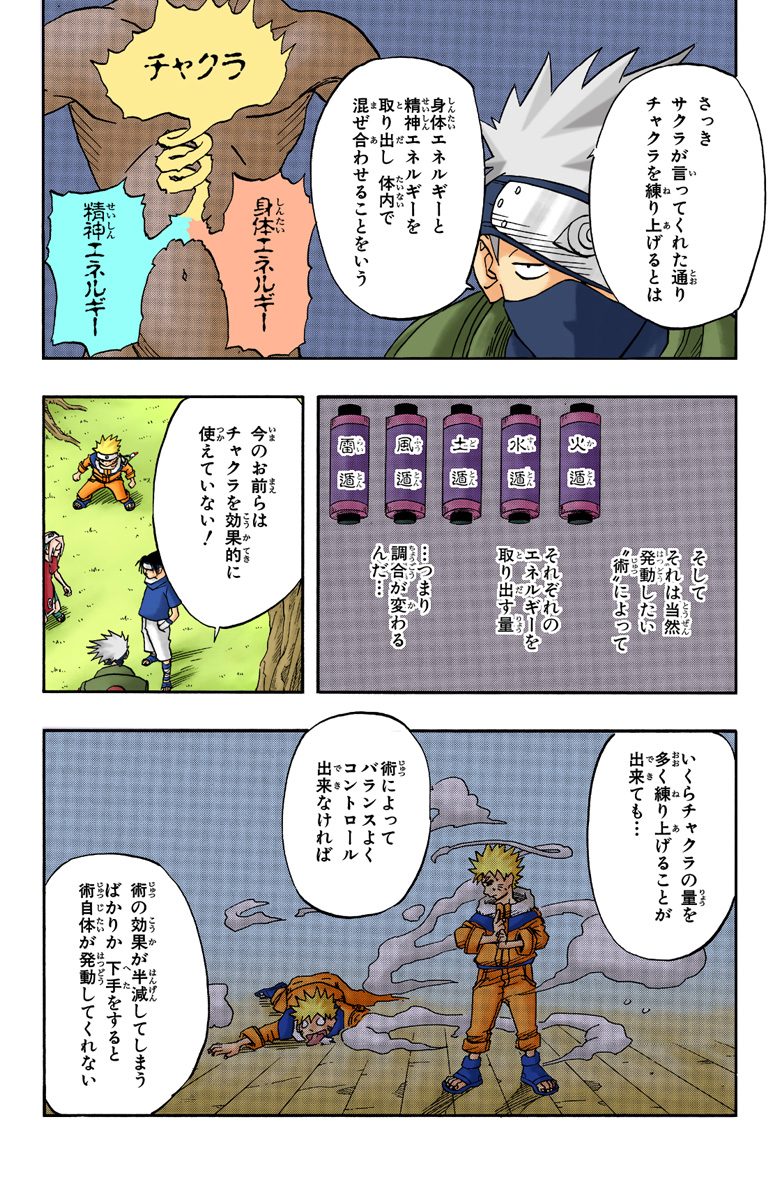 さっき
サクラが言ってくれた通り
チャクラを練り上げるとは
身体エネルギーと
精神エネルギーを
取り出し 体内で
混ぜ合わせることをいう
チャクラ
身体エネルギー
精神エネルギー
火遁
水遁
土遁
風遁
雷遁
そして
それは当然
発動したい
〝術〟によって
それぞれの
エネルギーを
取り出す量
…つまり
調合が変わる
んだ…
今のお前らは
チャクラを効果的に
使えていない!
いくらチャクラの量を
多く練り上げることが
出来ても…
術によって
バランスよく
コントロール
出来なければ
術の効果が半減してしまう
ばかりか 下手をすると
術自体が発動してくれない